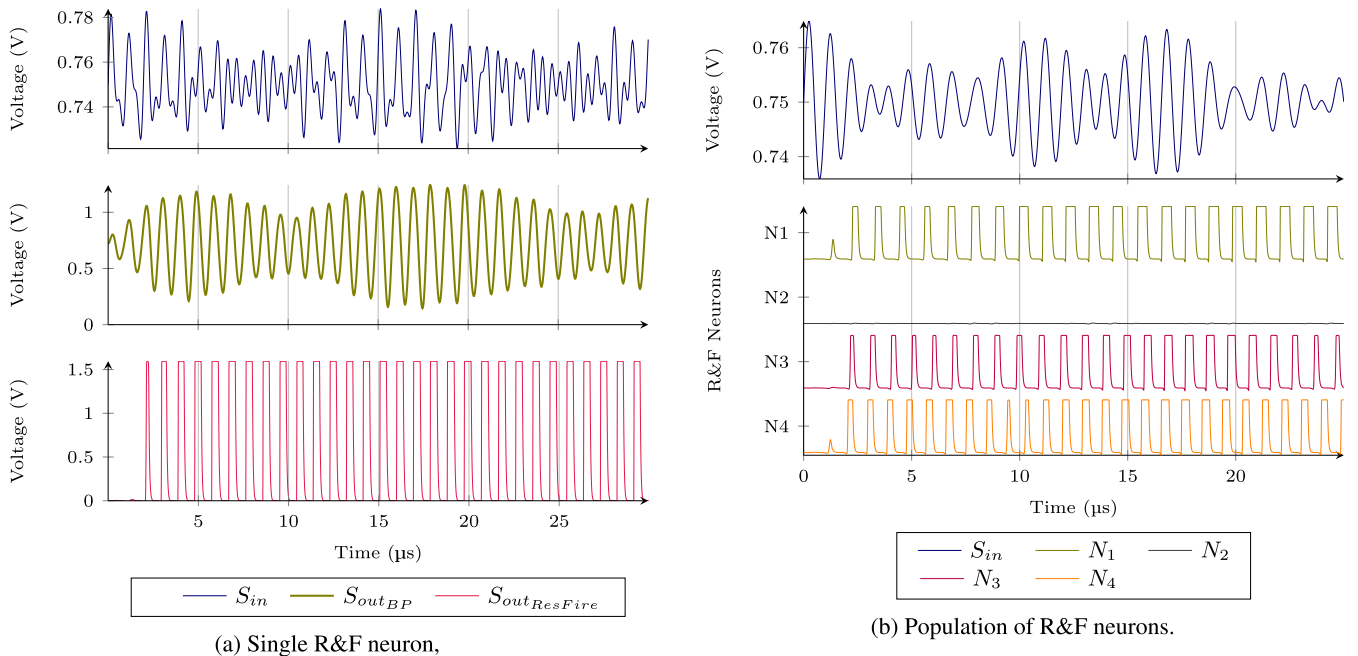 Voltage (V)
0.78
0.76
0.74
Voltage (V)
1
0.5
0
Voltage (V)
1.5
1
0.5
0
5
10
15
20
25
Time (µs)
S_in
S_out_BP
S_out_ResFire
(a) Single R&F neuron,
Voltage (V)
0.76
0.75
0.74
R&F Neurons
N1
N2
N3
N4
0
5
10
15
20
Time (µs)
S_in
N_1
N_2
N_3
N_4
(b) Population of R&F neurons.